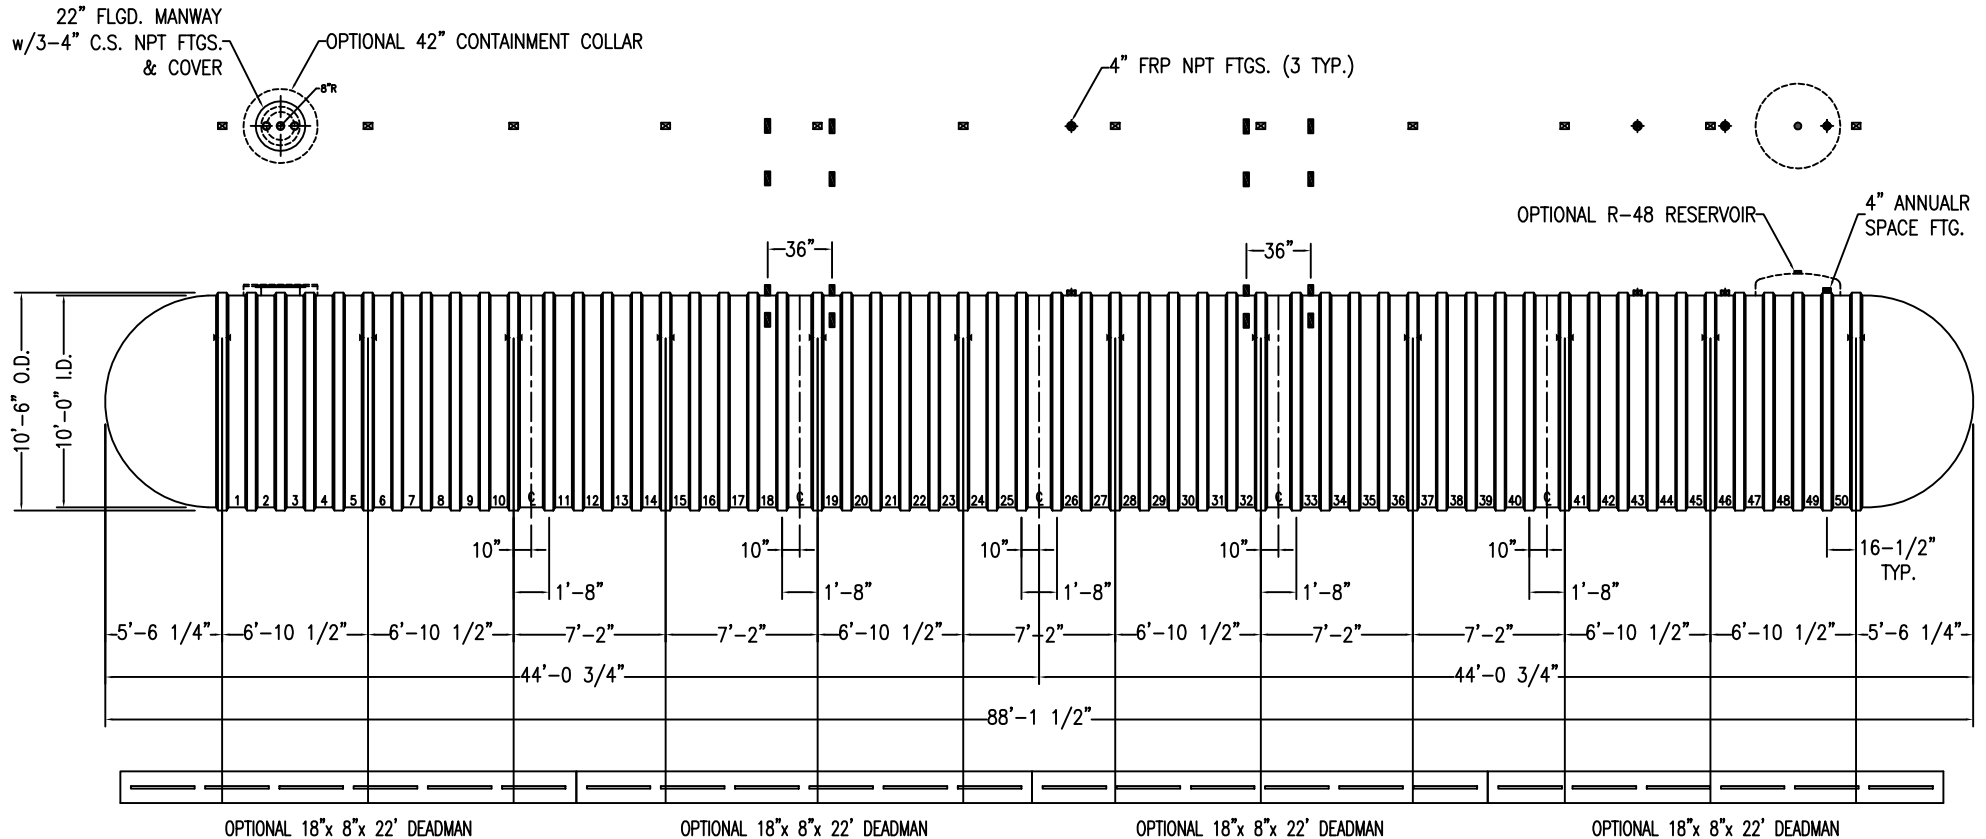 22" FLGD. MANWAY
w/3-4" C.S. NPT FTGS.
& COVER
OPTIONAL 42" CONTAINMENT COLLAR
8"R
4" FRP NPT FTGS. (3 TYP.)
OPTIONAL R-48 RESERVOIR
4" ANNUALR
SPACE FTG.
36"
36"
10'-6" O.D.
10'-0" I.D.
1 2 3 4 5 6 7 8 9 10 ℄ 11 12 13 14 15 16 17 18 ℄ 19 20 21 22 23 24 25 ℄ 26 27 28 29 30 31 32 ℄ 33 34 35 36 37 38 39 40 ℄ 41 42 43 44 45 46 47 48 49 50
10" 10" 10" 10" 10" 16-1/2"
TYP.
1'-8" 1'-8" 1'-8" 1'-8" 1'-8"
5'-6 1/4" 6'-10 1/2" 6'-10 1/2" 7'-2" 7'-2" 6'-10 1/2" 7'-2" 6'-10 1/2" 7'-2" 7'-2" 6'-10 1/2" 6'-10 1/2" 5'-6 1/4"
44'-0 3/4" 44'-0 3/4"
88'-1 1/2"
OPTIONAL 18"x 8"x 22' DEADMAN
OPTIONAL 18"x 8"x 22' DEADMAN
OPTIONAL 18"x 8"x 22' DEADMAN
OPTIONAL 18"x 8"x 22' DEADMAN